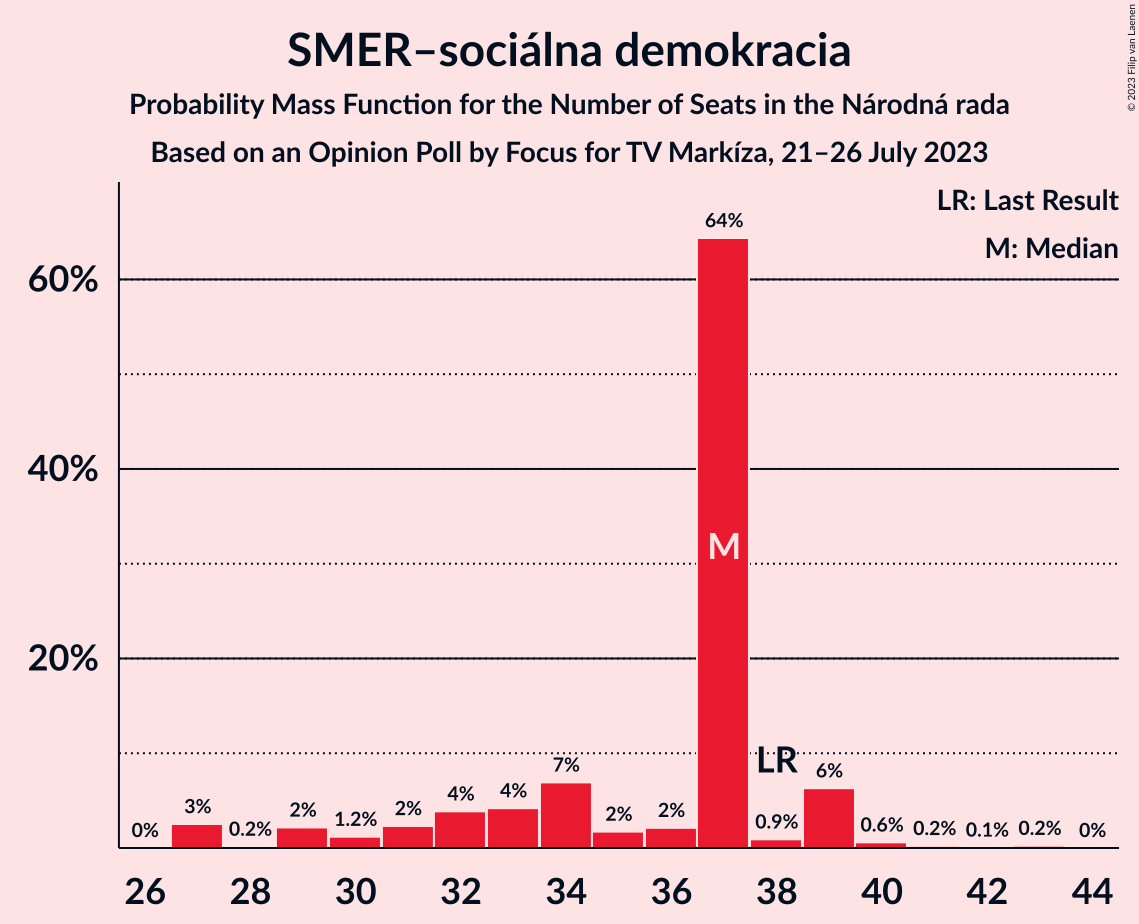 SMER–sociálna demokracia
Probability Mass Function for the Number of Seats in the Národná rada
Based on an Opinion Poll by Focus for TV Markíza, 21–26 July 2023
© 2023 Filip van Laenen
LR: Last Result
M: Median
60%
40%
20%
0%
3%
0.2%
2%
1.2%
2%
4%
4%
7%
2%
2%
64%
M
LR
0.9%
6%
0.6%
0.2%
0.1%
0.2%
0%
26 28 30 32 34 36 38 40 42 44